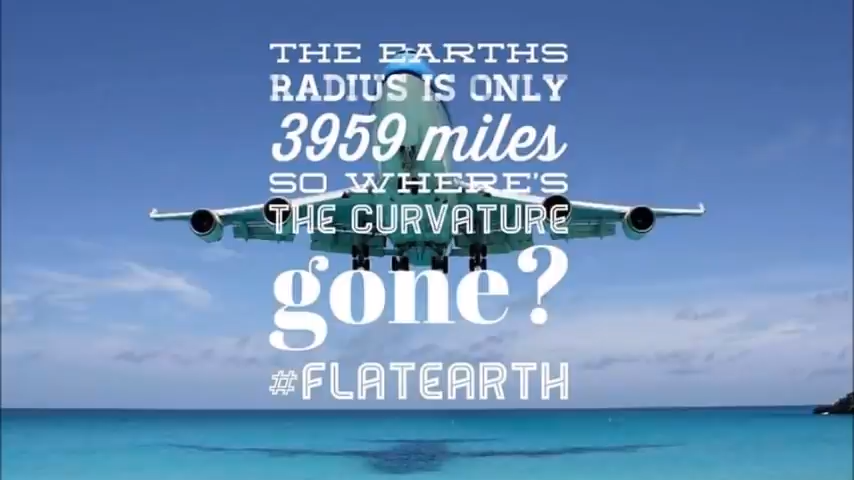 THE EARTHS
RADIUS IS ONLY
3959 miles
SO WHERE'S
THE CURVATURE
gone?
#FLATEARTH